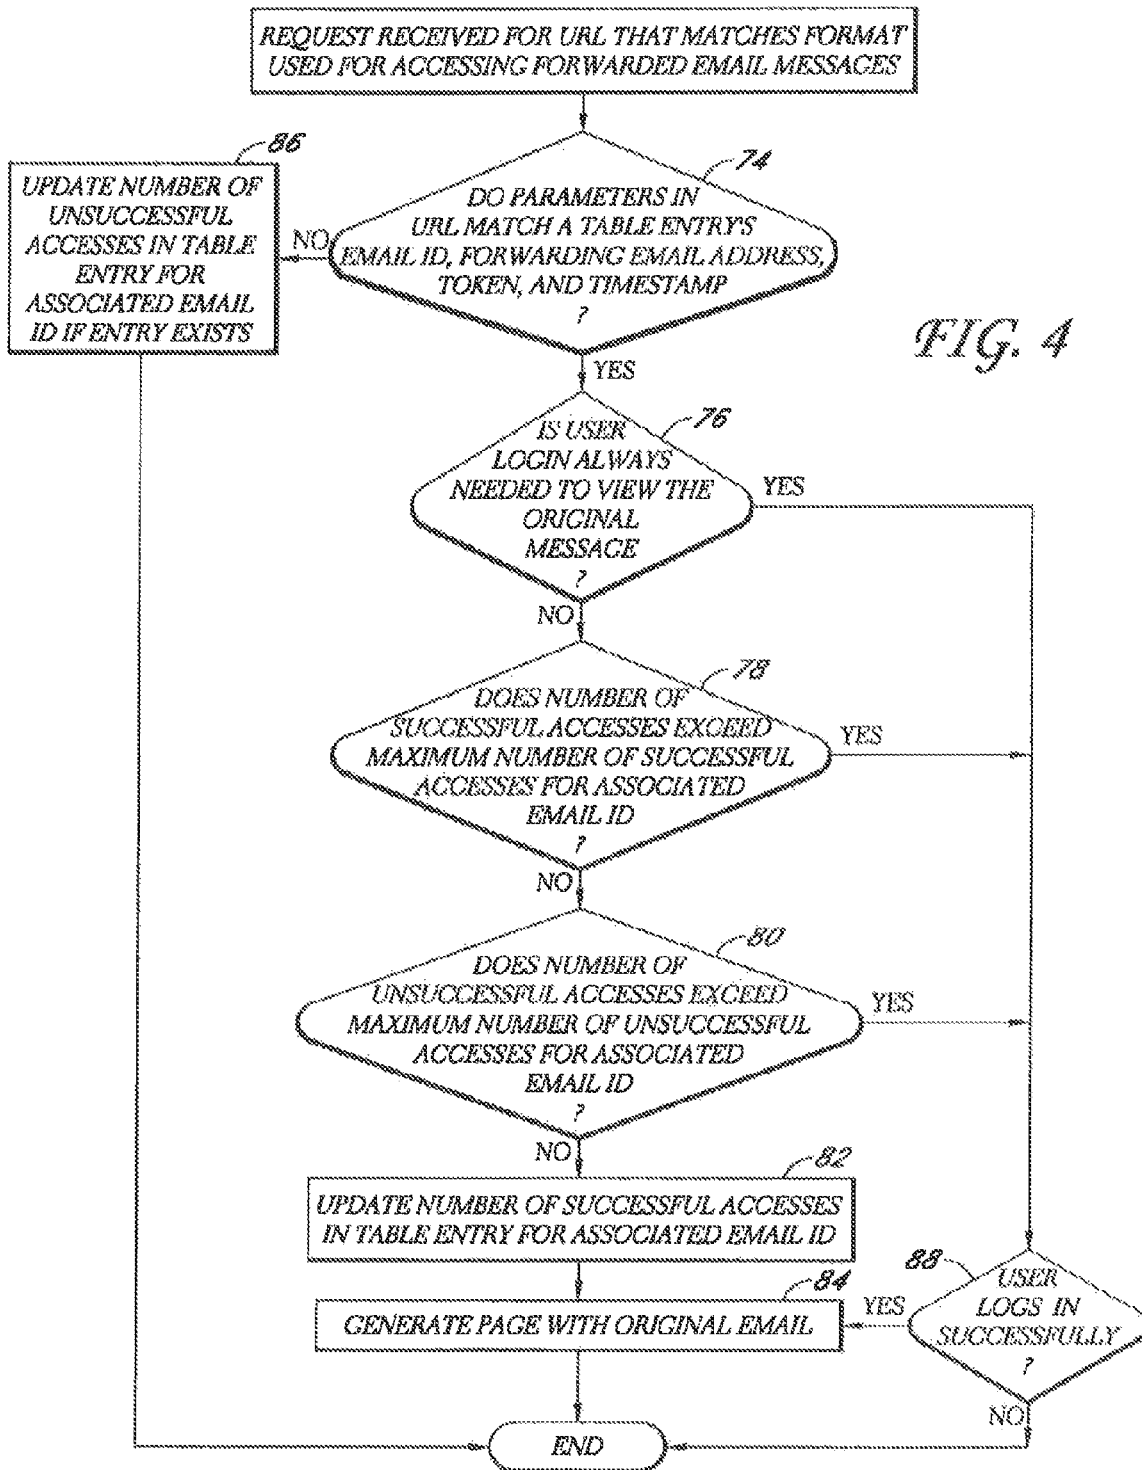 REQUEST RECEIVED FOR URL THAT MATCHES FORMAT
USED FOR ACCESSING FORWARDED EMAIL MESSAGES
86
UPDATE NUMBER OF
UNSUCCESSFUL
ACCESSES IN TABLE
ENTRY FOR
ASSOCIATED EMAIL
ID IF ENTRY EXISTS
NO
74
DO PARAMETERS IN
URL MATCH A TABLE ENTRY'S
EMAIL ID, FORWARDING EMAIL ADDRESS,
TOKEN, AND TIMESTAMP
?
FIG. 4
YES
76
IS USER
LOGIN ALWAYS
NEEDED TO VIEW THE
ORIGINAL
MESSAGE
?
YES
NO
78
DOES NUMBER OF
SUCCESSFUL ACCESSES EXCEED
MAXIMUM NUMBER OF SUCCESSFUL
ACCESSES FOR ASSOCIATED
EMAIL ID
?
YES
NO
80
DOES NUMBER OF
UNSUCCESSFUL ACCESSES EXCEED
MAXIMUM NUMBER OF UNSUCCESSFUL
ACCESSES FOR ASSOCIATED
EMAIL ID
?
YES
NO
82
UPDATE NUMBER OF SUCCESSFUL ACCESSES
IN TABLE ENTRY FOR ASSOCIATED EMAIL ID
84
GENERATE PAGE WITH ORIGINAL EMAIL
88
USER
LOGS IN
SUCCESSFULLY
?
YES
NO
END